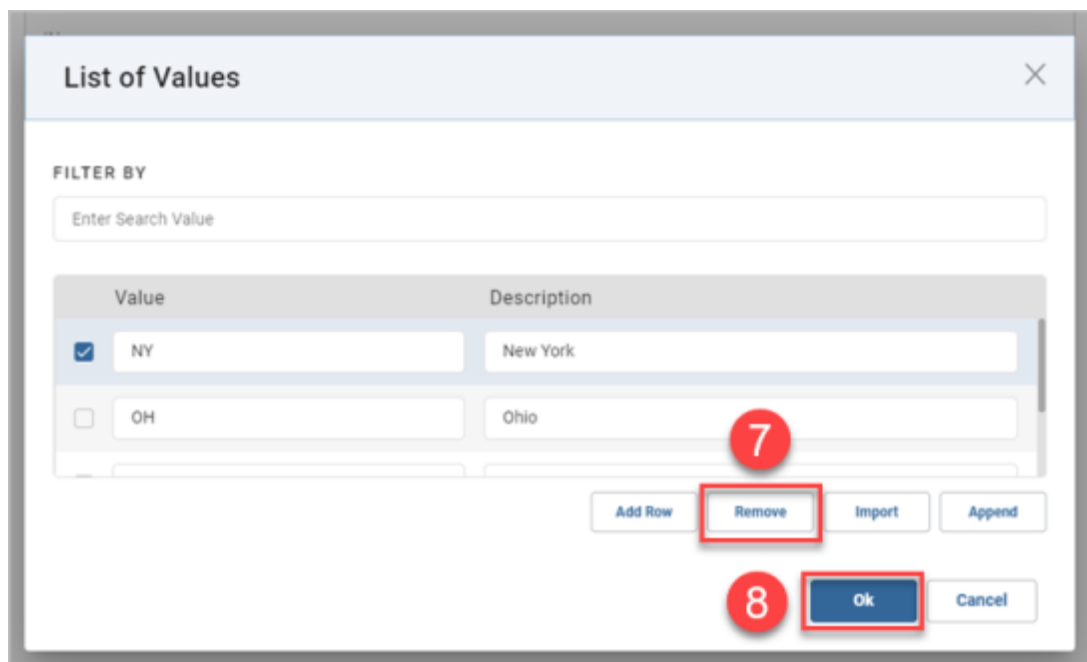 List of Values
FILTER BY
Enter Search Value
Value Description
NY New York
OH Ohio
7
Add Row Remove Import Append
8 Ok Cancel